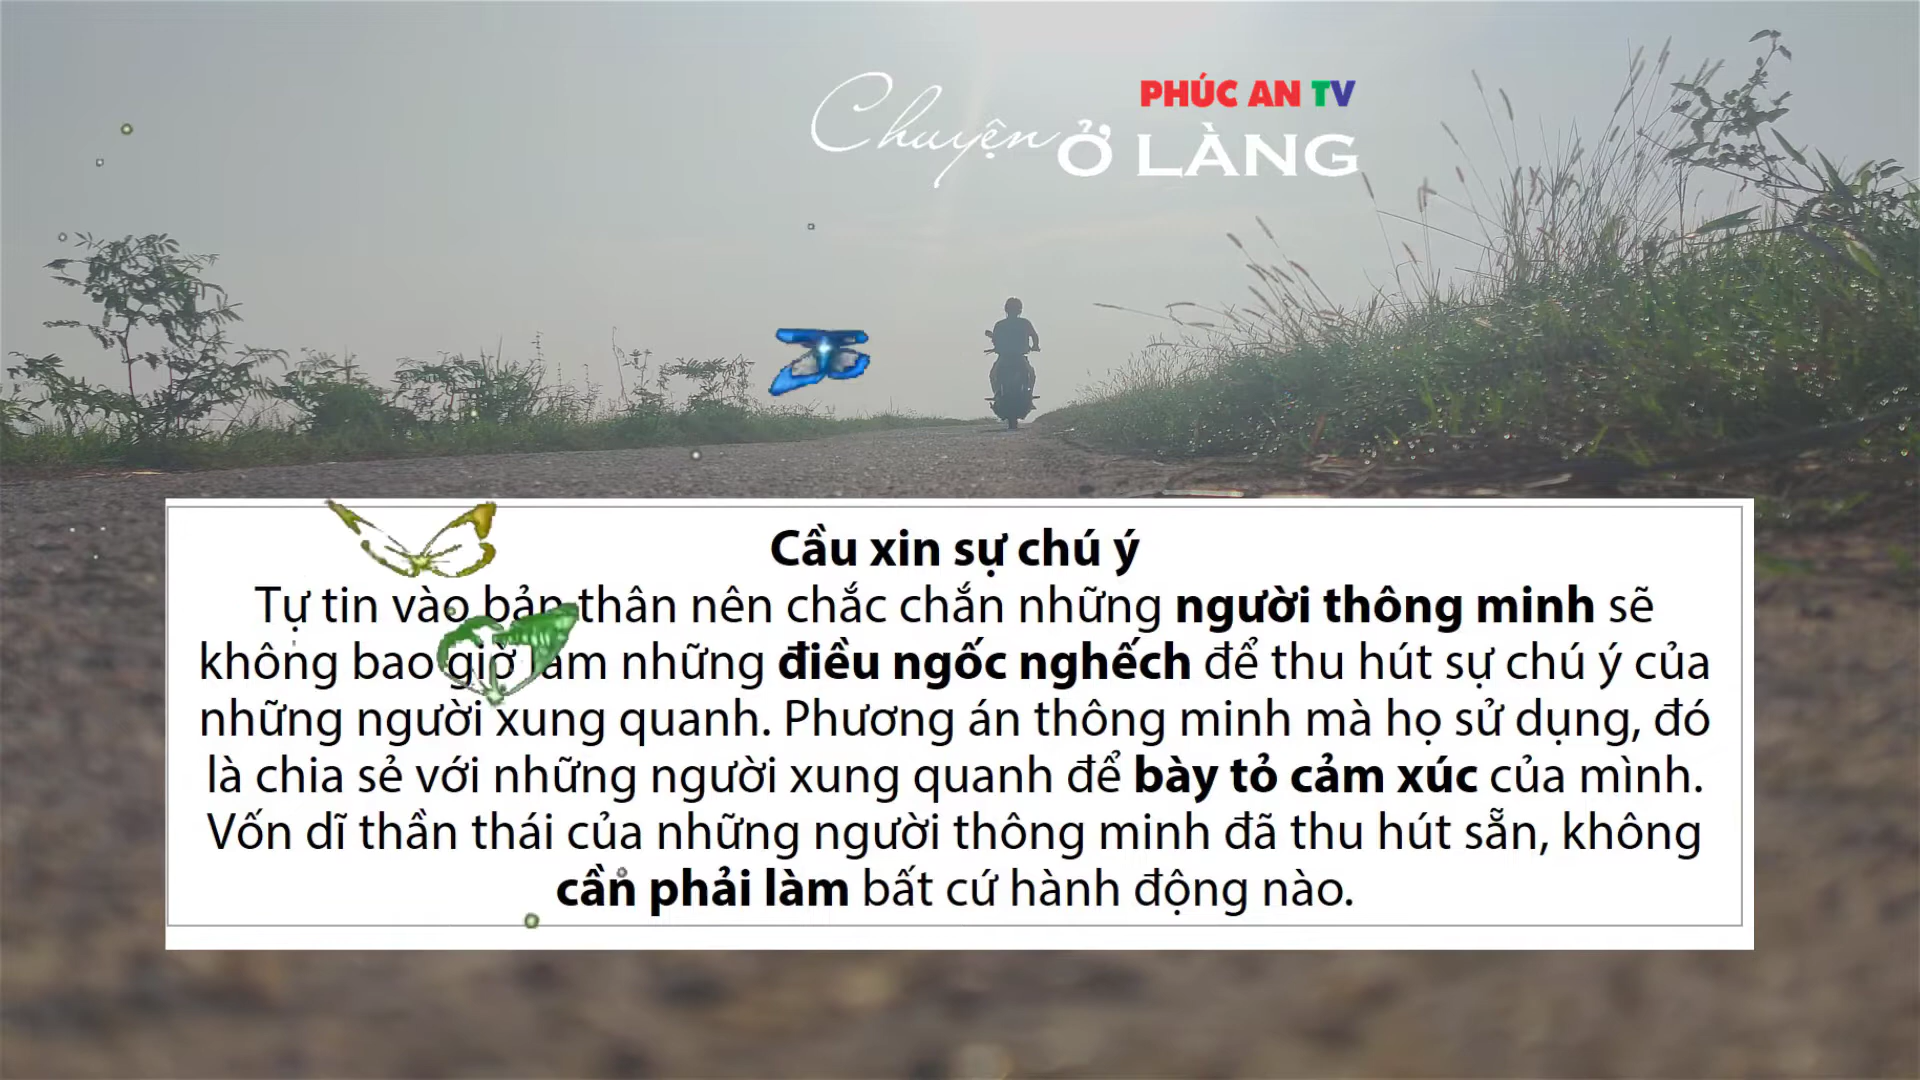 PHÚC AN TV
Chuyện Ở LÀNG
Cầu xin sự chú ý
Tự tin vào bản thân nên chắc chắn những người thông minh sẽ
không bao giờ làm những điều ngốc nghếch để thu hút sự chú ý của
những người xung quanh. Phương án thông minh mà họ sử dụng, đó
là chia sẻ với những người xung quanh để bày tỏ cảm xúc của mình.
Vốn dĩ thần thái của những người thông minh đã thu hút sẵn, không
cần phải làm bất cứ hành động nào.